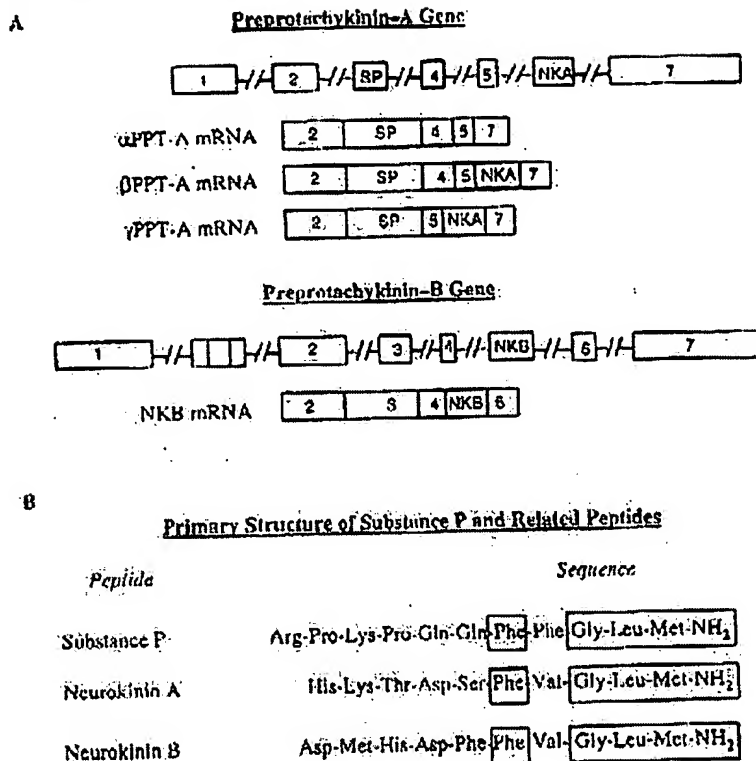 A
Preprotachykinin-A Gene
1 2 SP 4 5 NKA 7
αPPT-A mRNA 2 SP 4 5 7
βPPT-A mRNA 2 SP 4 5 NKA 7
γPPT-A mRNA 2 SP 5 NKA 7
Preprotachykinin-B Gene
1 2 3 4 NKB 6 7
NKB mRNA 2 S 4 NKB 6
B
Primary Structure of Substance P and Related Peptides
Peptide Sequence
Substance P Arg-Pro-Lys-Pro-Gln-Gln-Phe-Phe-Gly-Leu-Met-NH2
Neurokinin A His-Lys-Thr-Asp-Ser-Phe-Val-Gly-Leu-Met-NH2
Neurokinin B Asp-Met-His-Asp-Phe-Phe-Val-Gly-Leu-Met-NH2